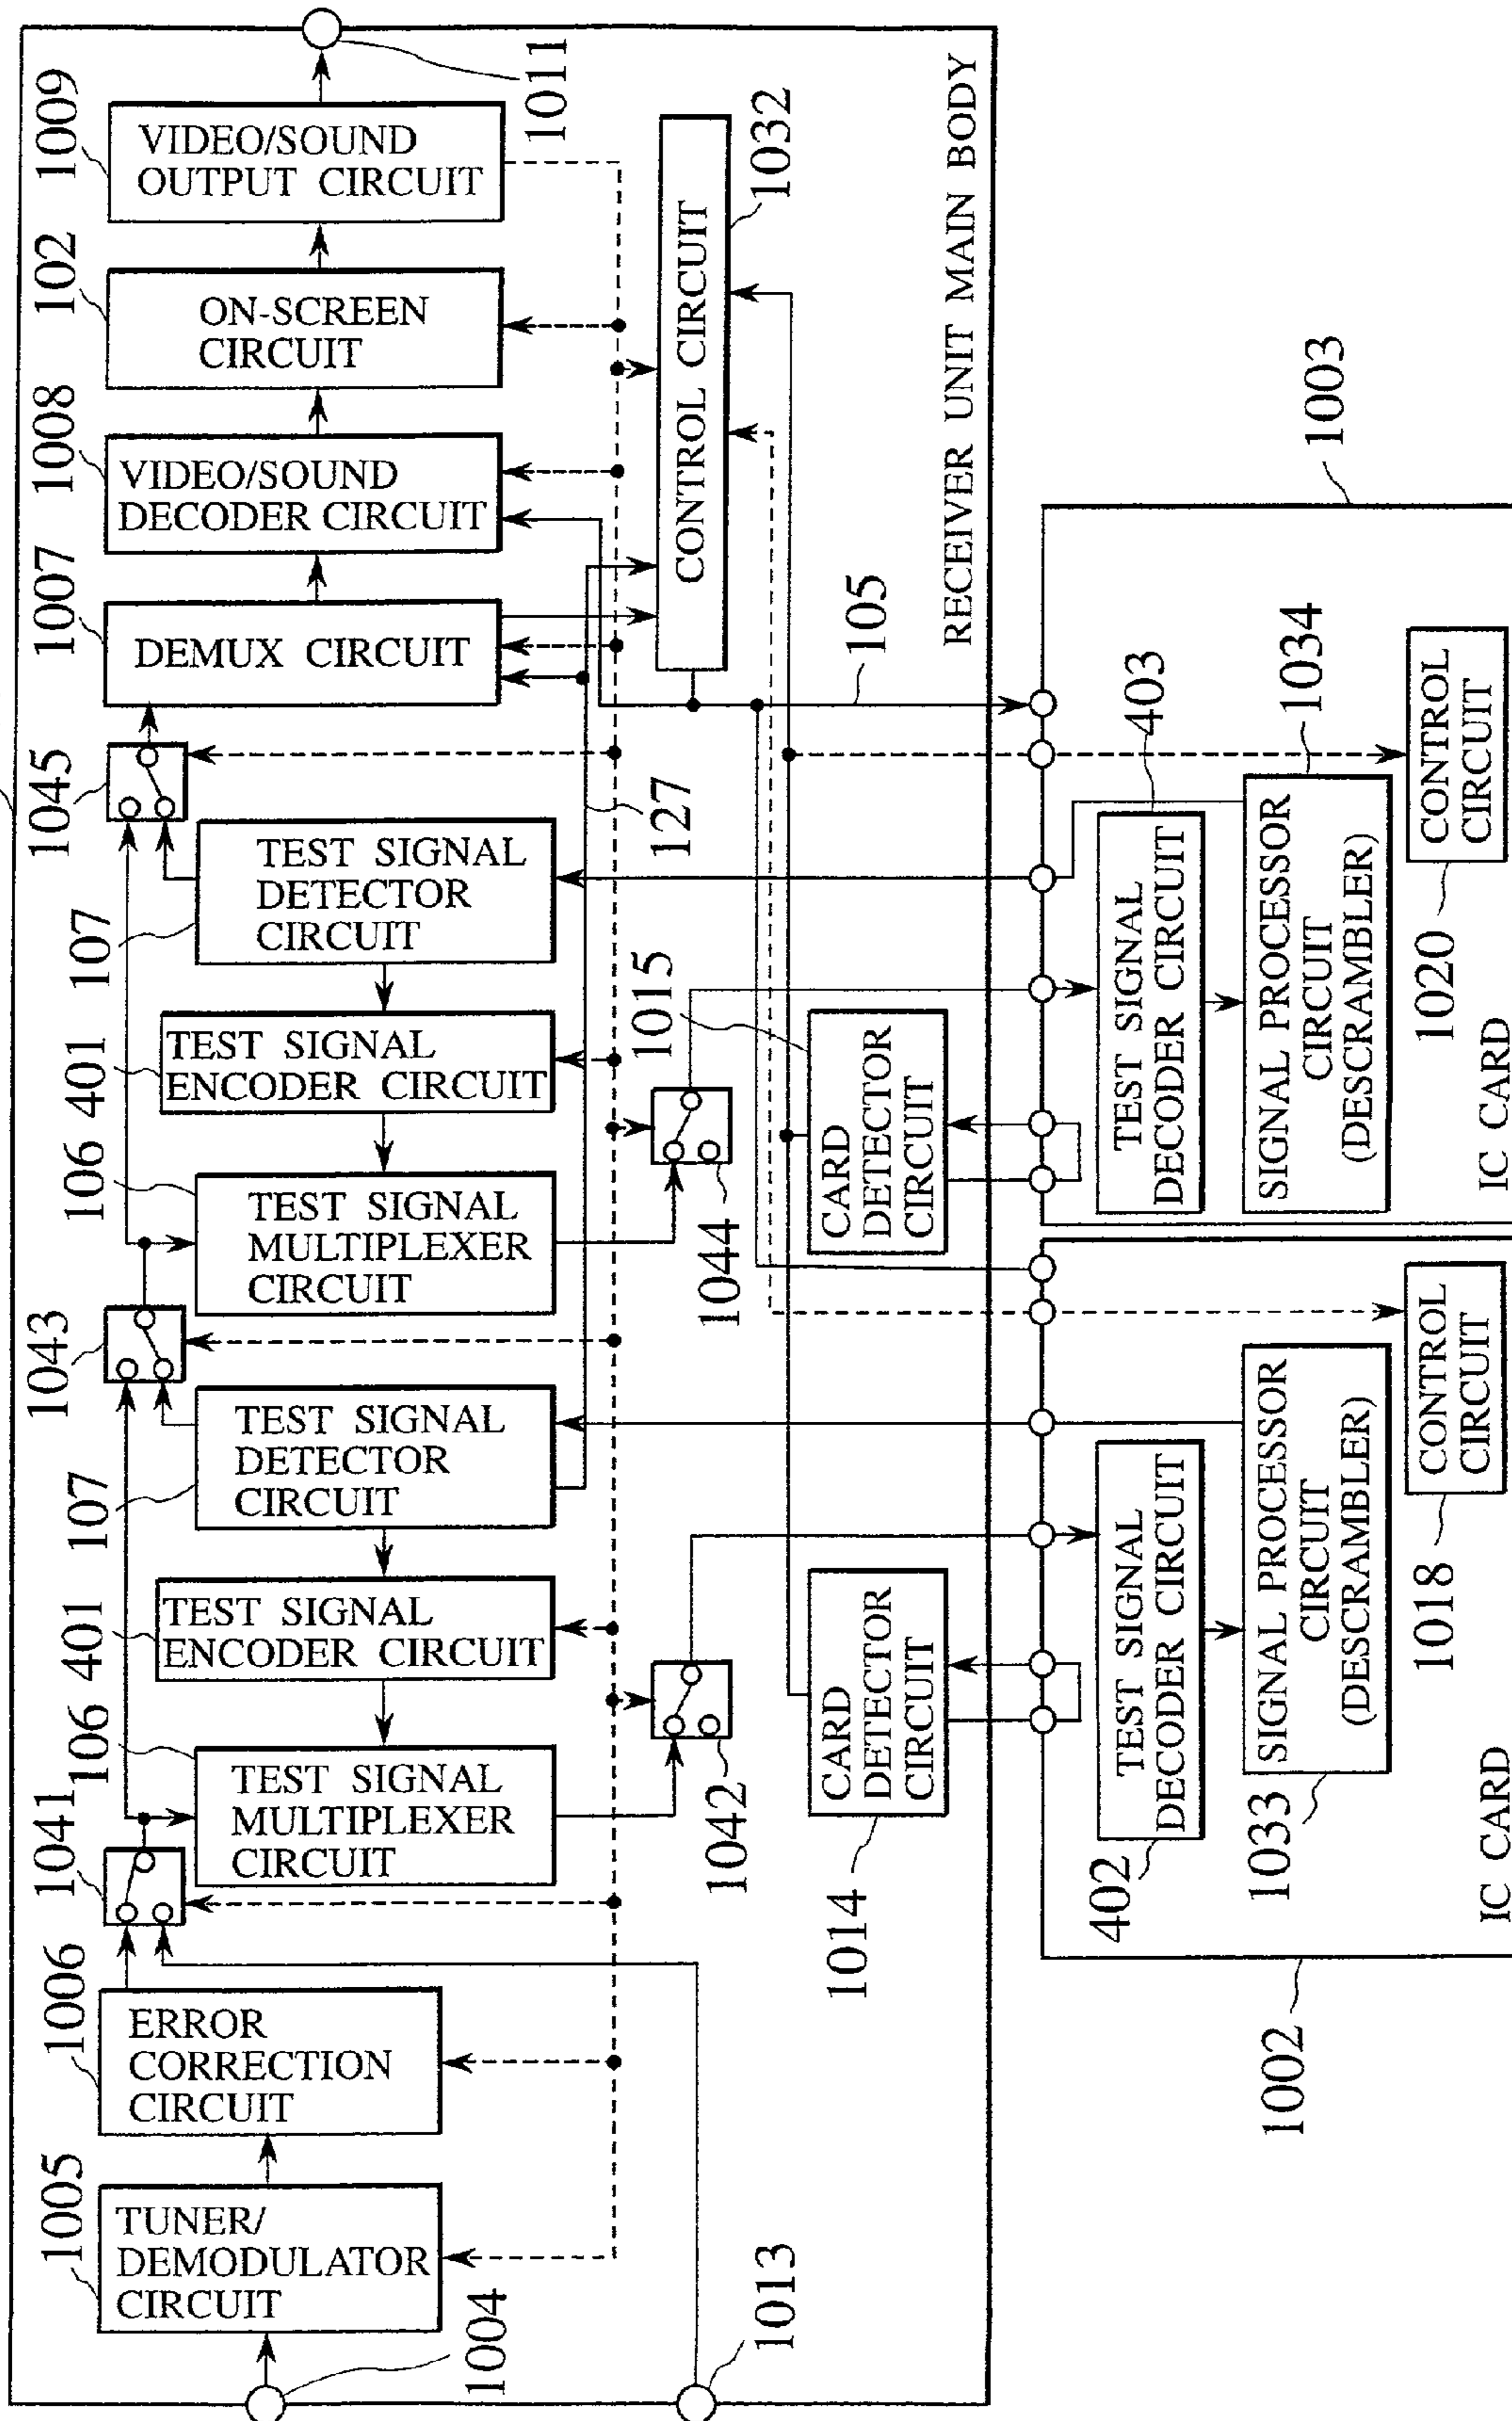 1009
VIDEO/SOUND
OUTPUT CIRCUIT
1011
102
ON-SCREEN
CIRCUIT
1008
VIDEO/SOUND
DECODER CIRCUIT
1007
DEMUX CIRCUIT
CONTROL CIRCUIT
1032
RECEIVER UNIT MAIN BODY
105
1045
127
TEST SIGNAL
DETECTOR
CIRCUIT
107
TEST SIGNAL
ENCODER CIRCUIT
401
TEST SIGNAL
MULTIPLEXER
CIRCUIT
106
1015
CARD
DETECTOR
CIRCUIT
1044
1043
TEST SIGNAL
DETECTOR
CIRCUIT
107
TEST SIGNAL
ENCODER CIRCUIT
401
TEST SIGNAL
MULTIPLEXER
CIRCUIT
106
1042
CARD
DETECTOR
CIRCUIT
1014
1041
1006
ERROR
CORRECTION
CIRCUIT
1005
TUNER/
DEMODULATOR
CIRCUIT
1004
1013
1003
403
TEST SIGNAL
DECODER CIRCUIT
1034
SIGNAL PROCESSOR
CIRCUIT
(DESCRAMBLER)
CONTROL
CIRCUIT
1020
IC CARD
TEST SIGNAL
DECODER CIRCUIT
402
SIGNAL PROCESSOR
CIRCUIT
(DESCRAMBLER)
1033
CONTROL
CIRCUIT
1018
IC CARD
1002